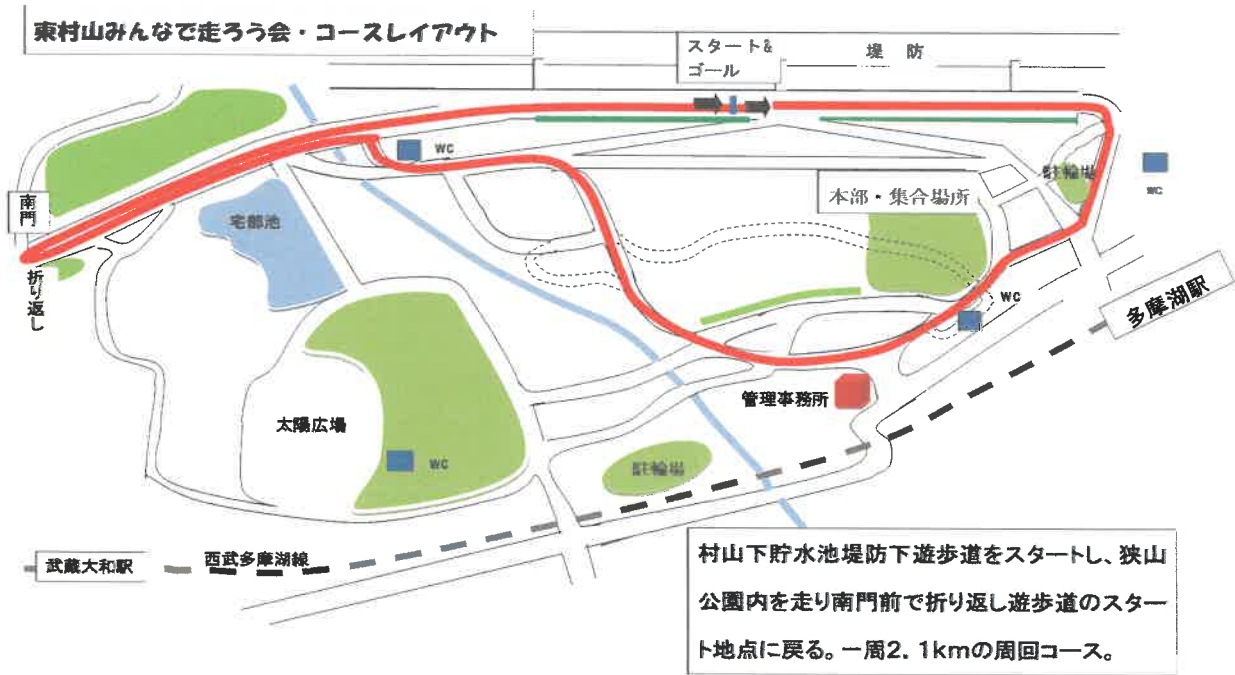 東村山みんなで走ろう会・コースレイアウト
スタート&
ゴール
堤 防
WC
駐輪場
WC
南門
本部・集合場所
宅部池
折り返し
WC
多摩湖駅
管理事務所
太陽広場
WC
駐輪場
武蔵大和駅
西武多摩湖線
村山下貯水池堤防下遊歩道をスタートし、狭山
公園内を走り南門前で折り返し遊歩道のスター
ト地点に戻る。一周2．1kmの周回コース。